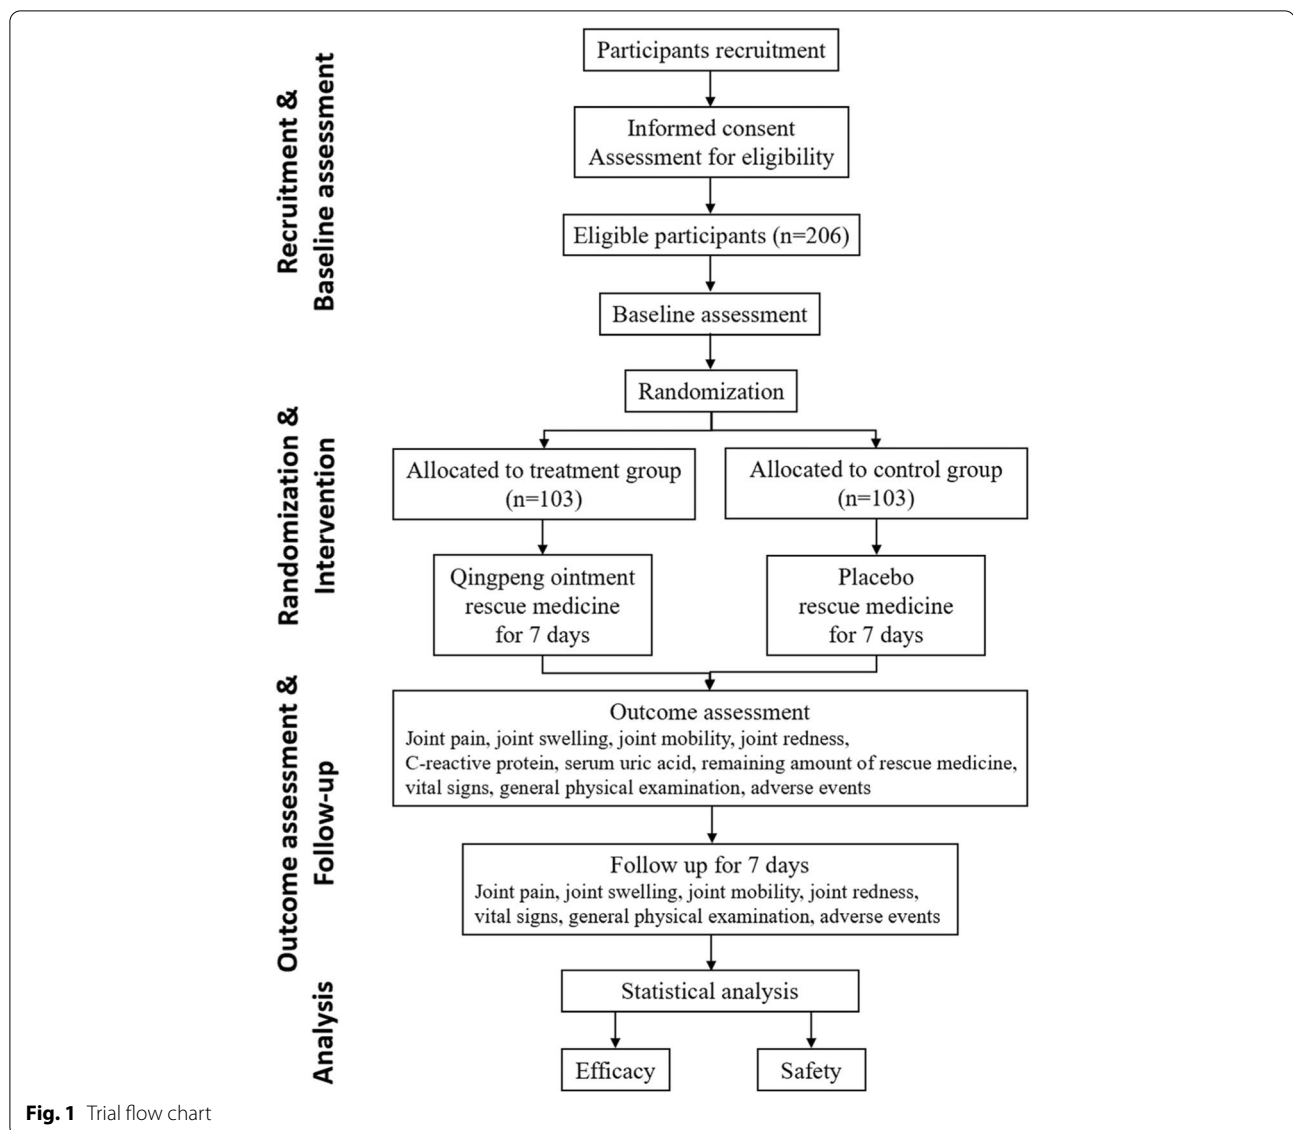 Recruitment &
Baseline assessment
Participants recruitment
Informed consent
Assessment for eligibility
Eligible participants (n=206)
Baseline assessment
Randomization &
Intervention
Randomization
Allocated to treatment group
(n=103)
Allocated to control group
(n=103)
Qingpeng ointment
rescue medicine
for 7 days
Placebo
rescue medicine
for 7 days
Outcome assessment &
Follow-up
Outcome assessment
Joint pain, joint swelling, joint mobility, joint redness,
C-reactive protein, serum uric acid, remaining amount of rescue medicine,
vital signs, general physical examination, adverse events
Follow up for 7 days
Joint pain, joint swelling, joint mobility, joint redness,
vital signs, general physical examination, adverse events
Analysis
Statistical analysis
Efficacy
Safety
Fig. 1 Trial flow chart